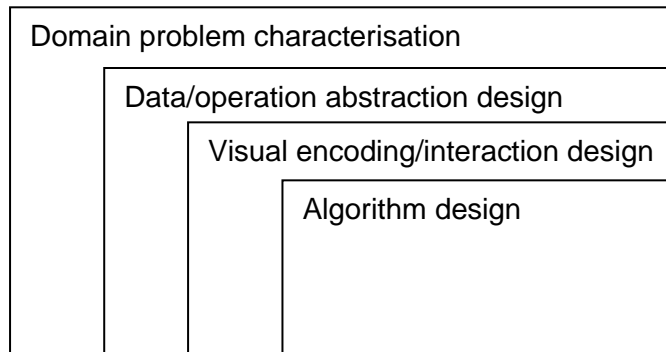 Domain problem characterisation
Data/operation abstraction design
Visual encoding/interaction design
Algorithm design